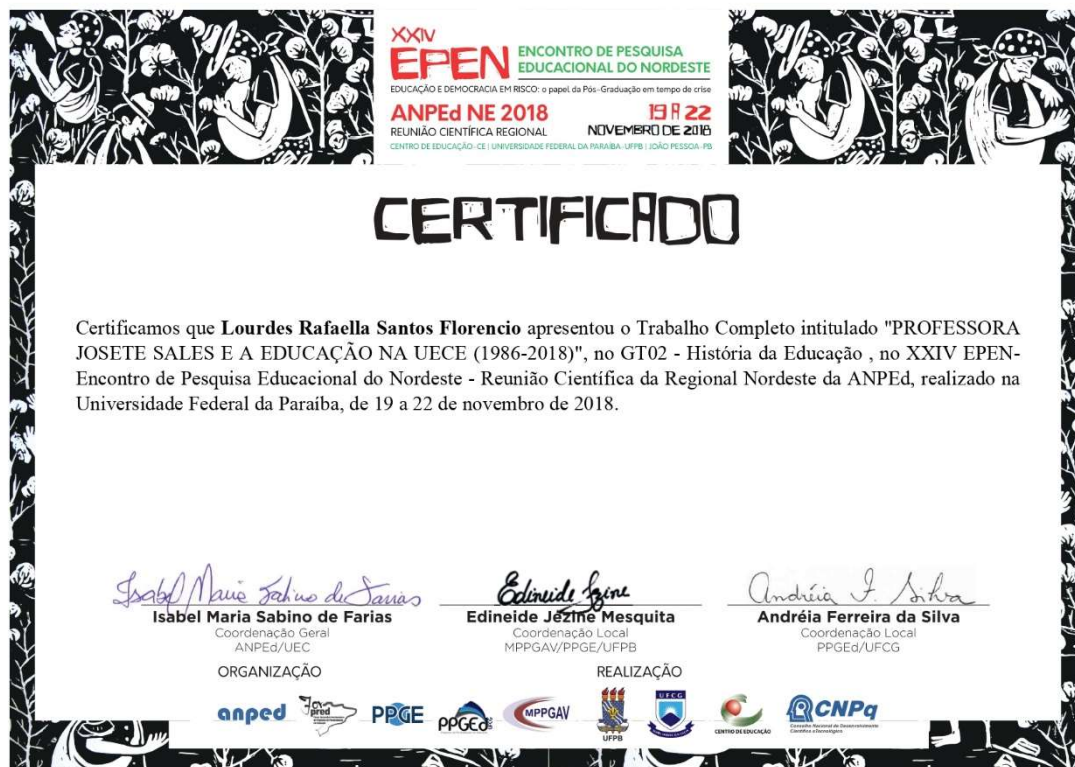 XXIV
EPEN
ENCONTRO DE PESQUISA
EDUCACIONAL DO NORDESTE
EDUCAÇÃO E DEMOCRACIA EM RISCO: o papel da Pós-Graduação em tempo de crise
ANPEd NE 2018
REUNIÃO CIENTÍFICA REGIONAL
19 A 22
NOVEMBRO DE 2018
CENTRO DE EDUCAÇÃO-CE | UNIVERSIDADE FEDERAL DA PARAÍBA-UFPB | JOÃO PESSOA-PB
CERTIFICADO
Certificamos que Lourdes Rafaella Santos Florencio apresentou o Trabalho Completo intitulado "PROFESSORA
JOSETE SALES E A EDUCAÇÃO NA UECE (1986-2018)", no GT02 - História da Educação , no XXIV EPEN-
Encontro de Pesquisa Educacional do Nordeste - Reunião Científica da Regional Nordeste da ANPEd, realizado na
Universidade Federal da Paraíba, de 19 a 22 de novembro de 2018.
Isabel Maria Sabino de Farias
Edineide Jezine
Andréia F. Silva
Isabel Maria Sabino de Farias
Coordenação Geral
ANPEd/UEC
Edineide Jezine Mesquita
Coordenação Local
MPPGAV/PPGE/UFPB
Andréia Ferreira da Silva
Coordenação Local
PPGEd/UFCG
ORGANIZAÇÃO
REALIZAÇÃO
anped
PPGE
PPGEd
MPPGAV
UFPB
UFCG
CENTRO DE EDUCAÇÃO
CNPq
Conselho Nacional de Desenvolvimento
Científico e Tecnológico